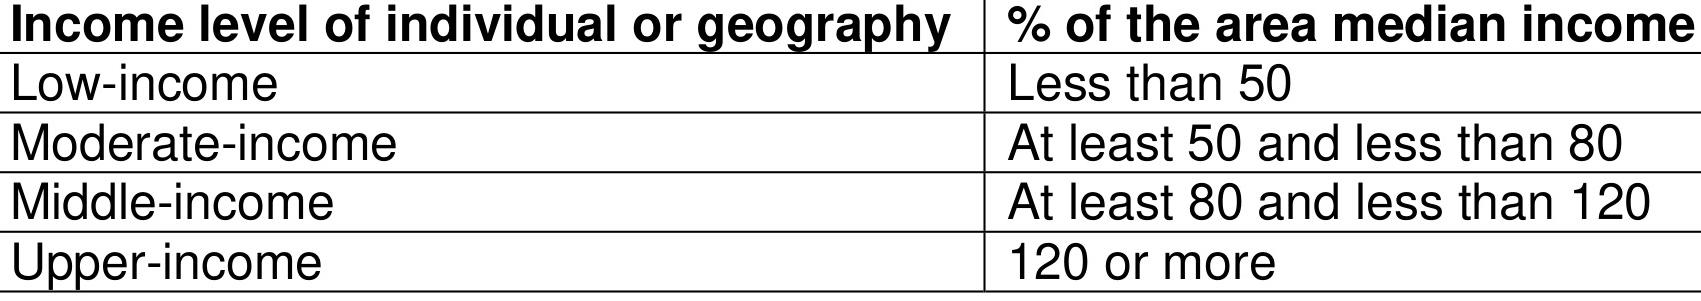 Income level of individual or geography % of the area median income
Low-income Less than 50
Moderate-income At least 50 and less than 80
Middle-income At least 80 and less than 120
Upper-income 120 or more